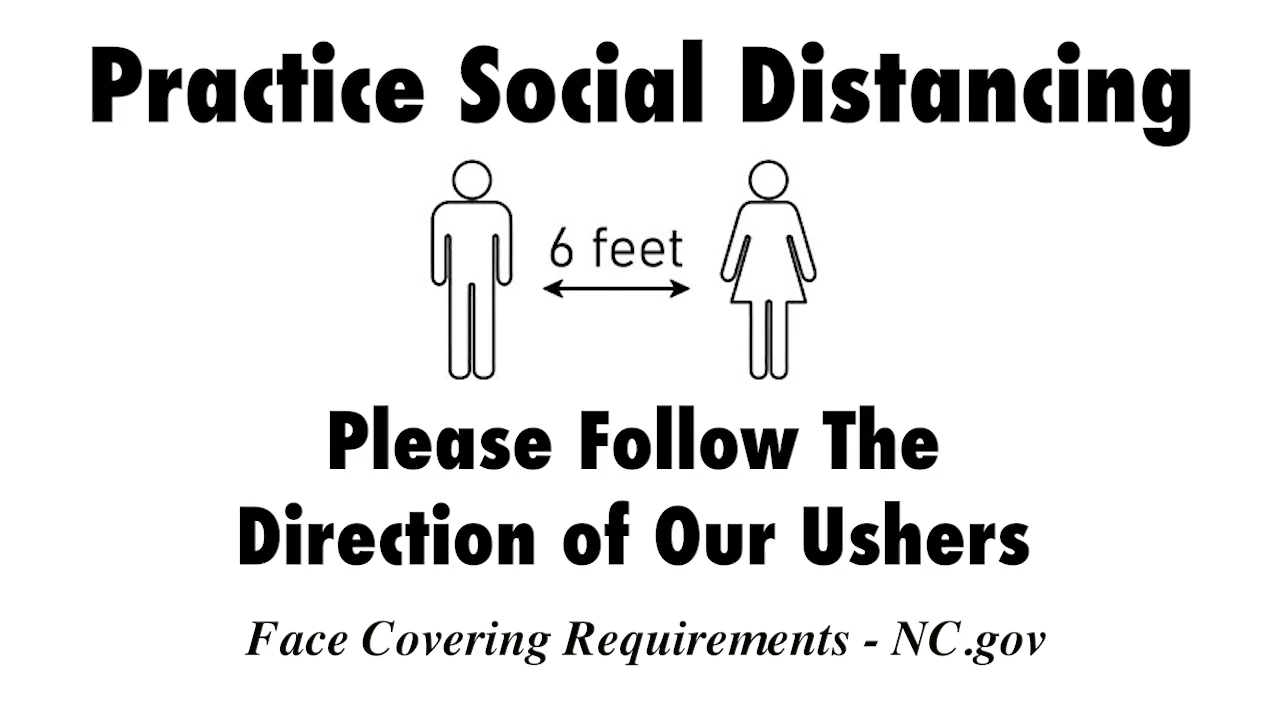 Practice Social Distancing
6 feet
Please Follow The
Direction of Our Ushers
Face Covering Requirements - NC.gov